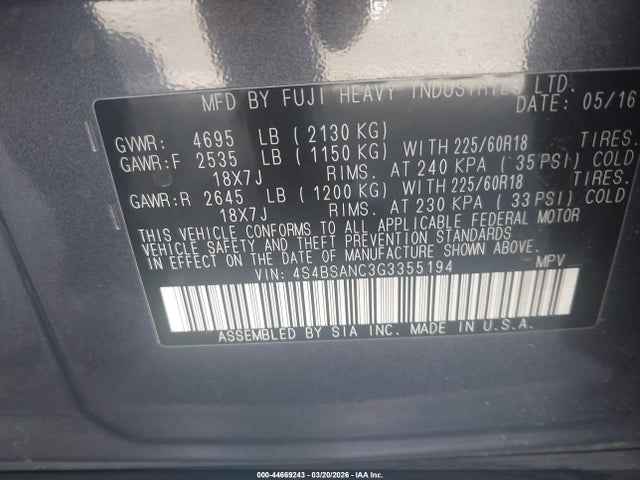 MFD BY FUJI HEAVY INDUSTRIES LTD.
DATE: 05/16
GVWR: 4695 LB (2130 KG)
GAWR:F 2535 LB (1150 KG) WITH 225/60R18 TIRES.
18X7J RIMS. AT 240 KPA (35 PSI) COLD
GAWR:R 2645 LB (1200 KG) WITH 225/60R18 TIRES.
18X7J RIMS. AT 230 KPA (33 PSI) COLD
THIS VEHICLE CONFORMS TO ALL APPLICABLE FEDERAL MOTOR
VEHICLE SAFETY AND THEFT PREVENTION STANDARDS
IN EFFECT ON THE DATE OF MANUFACTURE SHOWN ABOVE.
VIN: 4S4BSANC3G3355194 MPV
ASSEMBLED BY SIA INC. MADE IN U.S.A.
000-44669243 | 03/20/2026 | IAA Inc.